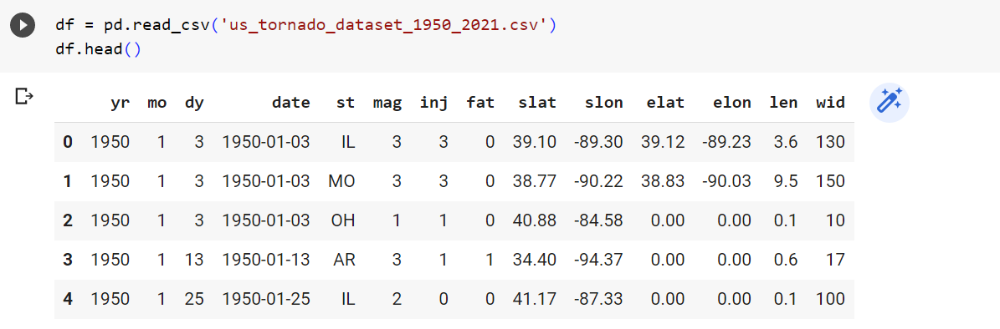 df = pd.read_csv('us_tornado_dataset_1950_2021.csv')
df.head()
yr mo dy date st mag inj fat slat slon elat elon len wid
0 1950 1 3 1950-01-03 IL 3 3 0 39.10 -89.30 39.12 -89.23 3.6 130
1 1950 1 3 1950-01-03 MO 3 3 0 38.77 -90.22 38.83 -90.03 9.5 150
2 1950 1 3 1950-01-03 OH 1 1 0 40.88 -84.58 0.00 0.00 0.1 10
3 1950 1 13 1950-01-13 AR 3 1 1 34.40 -94.37 0.00 0.00 0.6 17
4 1950 1 25 1950-01-25 IL 2 0 0 41.17 -87.33 0.00 0.00 0.1 100